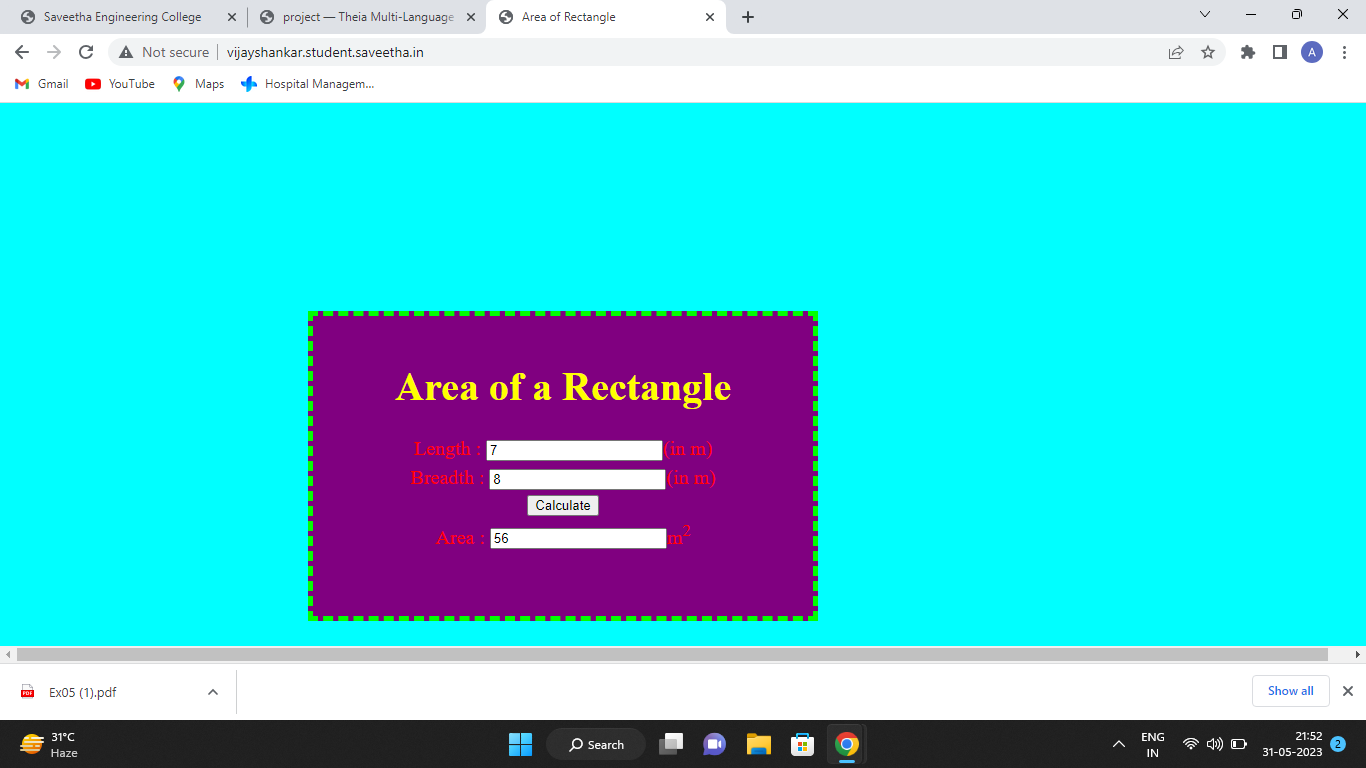 Saveetha Engineering College
project — Theia Multi-Language
Area of Rectangle
Not secure
vijayshankar.student.saveetha.in
A
Gmail
YouTube
Maps
Hospital Managem...
Area of a Rectangle
Length : 7 (in m)
Breadth : 8 (in m)
Calculate
Area : 56 m²
PDF
Ex05 (1).pdf
Show all
31°C
Haze
Search
ENG
IN
21:52
31-05-2023
2